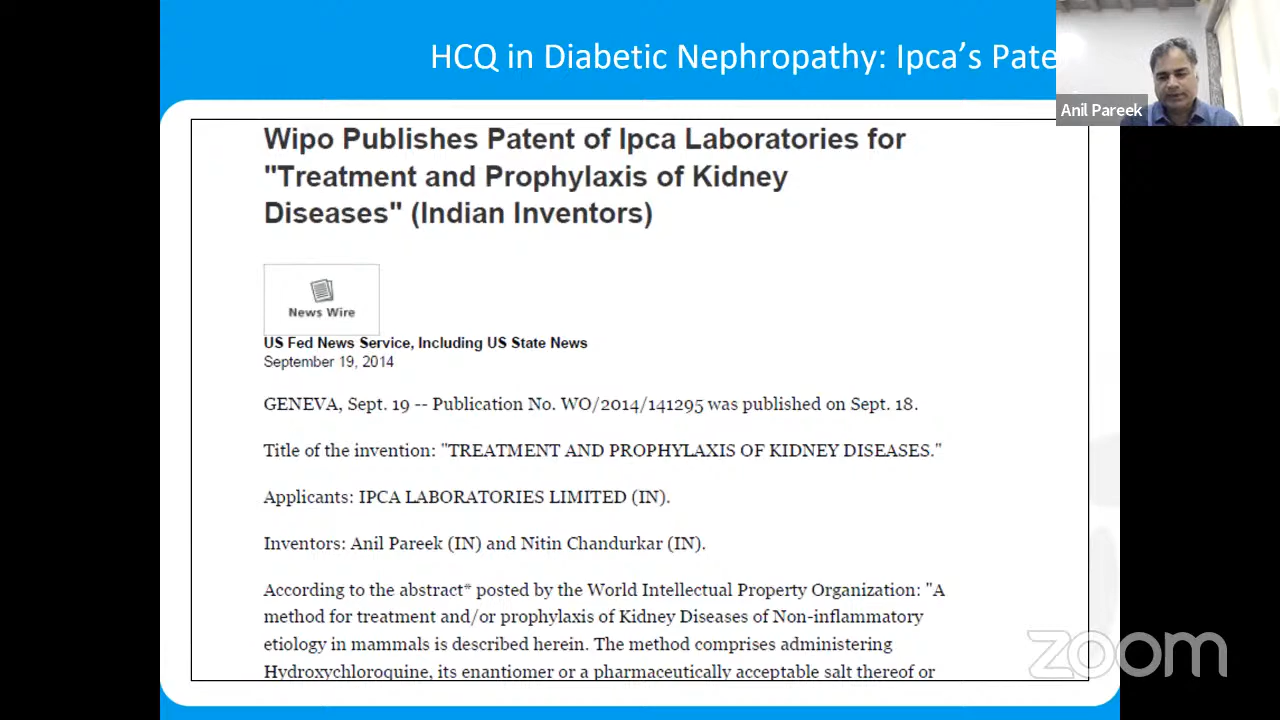 HCQ in Diabetic Nephropathy: Ipca's Pate
Anil Pareek
Wipo Publishes Patent of Ipca Laboratories for
"Treatment and Prophylaxis of Kidney
Diseases" (Indian Inventors)
News Wire
US Fed News Service, Including US State News
September 19, 2014
GENEVA, Sept. 19 -- Publication No. WO/2014/141295 was published on Sept. 18.
Title of the invention: "TREATMENT AND PROPHYLAXIS OF KIDNEY DISEASES."
Applicants: IPCA LABORATORIES LIMITED (IN).
Inventors: Anil Pareek (IN) and Nitin Chandurkar (IN).
According to the abstract* posted by the World Intellectual Property Organization: "A
method for treatment and/or prophylaxis of Kidney Diseases of Non-inflammatory
etiology in mammals is described herein. The method comprises administering
Hydroxychloroquine, its enantiomer or a pharmaceutically acceptable salt thereof or
zoom